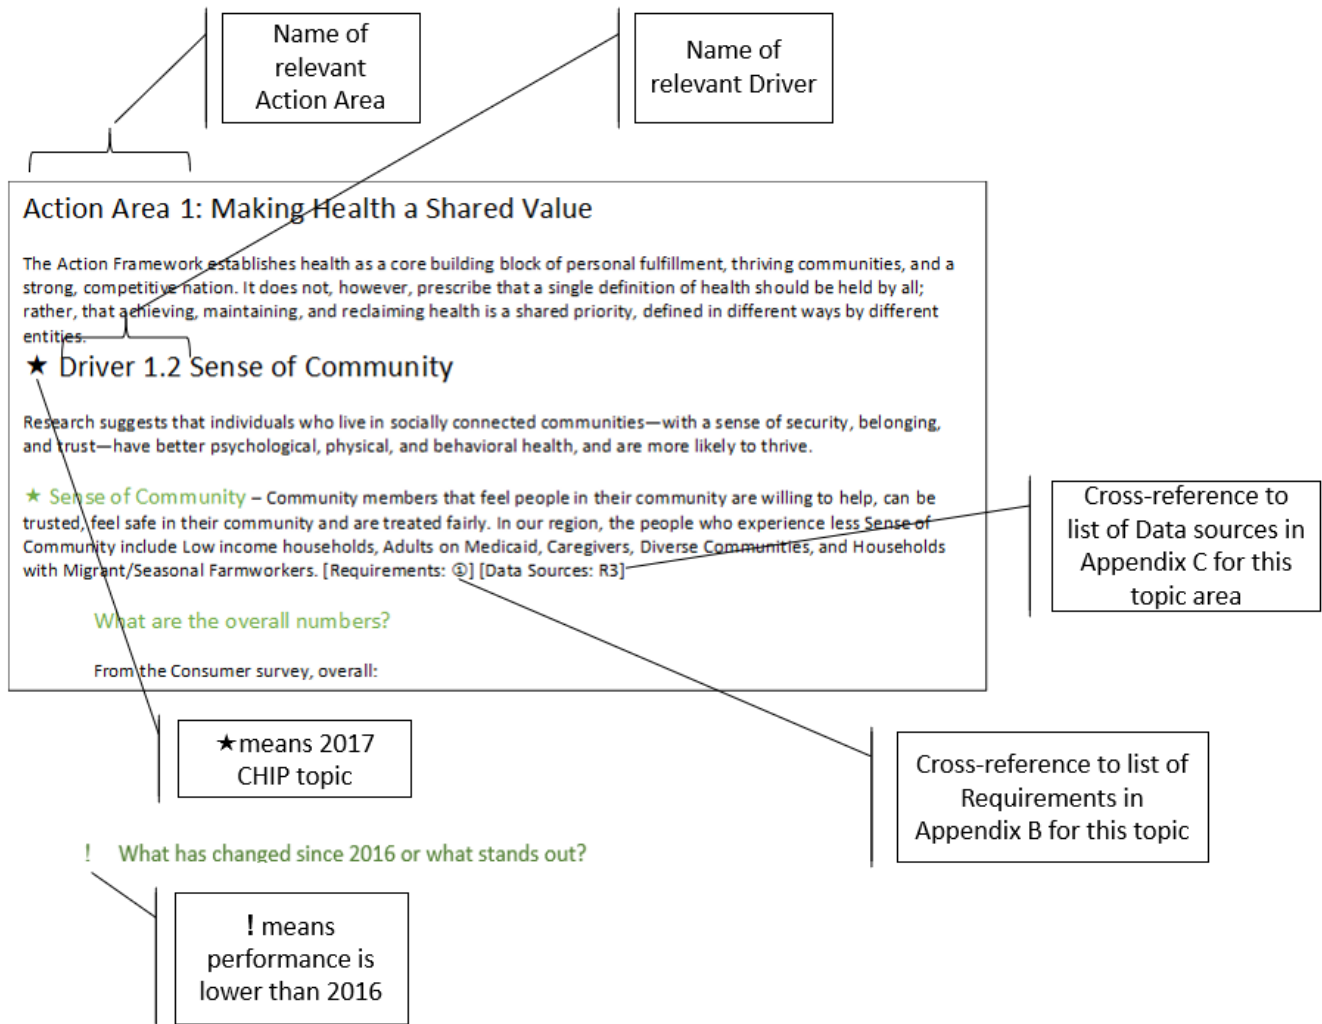 Name of
relevant
Action Area
Name of
relevant Driver
Action Area 1: Making Health a Shared Value
The Action Framework establishes health as a core building block of personal fulfillment, thriving communities, and a
strong, competitive nation. It does not, however, prescribe that a single definition of health should be held by all;
rather, that achieving, maintaining, and reclaiming health is a shared priority, defined in different ways by different
entities.
★ Driver 1.2 Sense of Community
Research suggests that individuals who live in socially connected communities—with a sense of security, belonging,
and trust—have better psychological, physical, and behavioral health, and are more likely to thrive.
★ Sense of Community – Community members that feel people in their community are willing to help, can be
trusted, feel safe in their community and are treated fairly. In our region, the people who experience less Sense of
Community include Low income households, Adults on Medicaid, Caregivers, Diverse Communities, and Households
with Migrant/Seasonal Farmworkers. [Requirements: ①] [Data Sources: R3]
What are the overall numbers?
From the Consumer survey, overall:
Cross-reference to
list of Data sources in
Appendix C for this
topic area
★means 2017
CHIP topic
Cross-reference to list of
Requirements in
Appendix B for this topic
! What has changed since 2016 or what stands out?
! means
performance is
lower than 2016